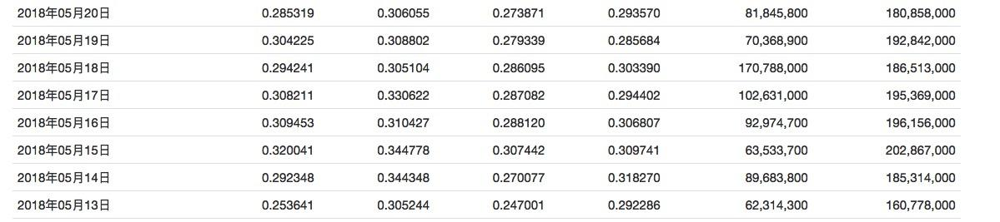 2018年05月20日 0.285319 0.306055 0.273871 0.293570 81,845,800 180,858,000
2018年05月19日 0.304225 0.308802 0.279339 0.285684 70,368,900 192,842,000
2018年05月18日 0.294241 0.305104 0.286095 0.303390 170,788,000 186,513,000
2018年05月17日 0.308211 0.330622 0.287082 0.294402 102,631,000 195,369,000
2018年05月16日 0.309453 0.310427 0.288120 0.306807 92,974,700 196,156,000
2018年05月15日 0.320041 0.344778 0.307442 0.309741 63,533,700 202,867,000
2018年05月14日 0.292348 0.344348 0.270077 0.318270 89,683,800 185,314,000
2018年05月13日 0.253641 0.305244 0.247001 0.292286 62,314,300 160,778,000